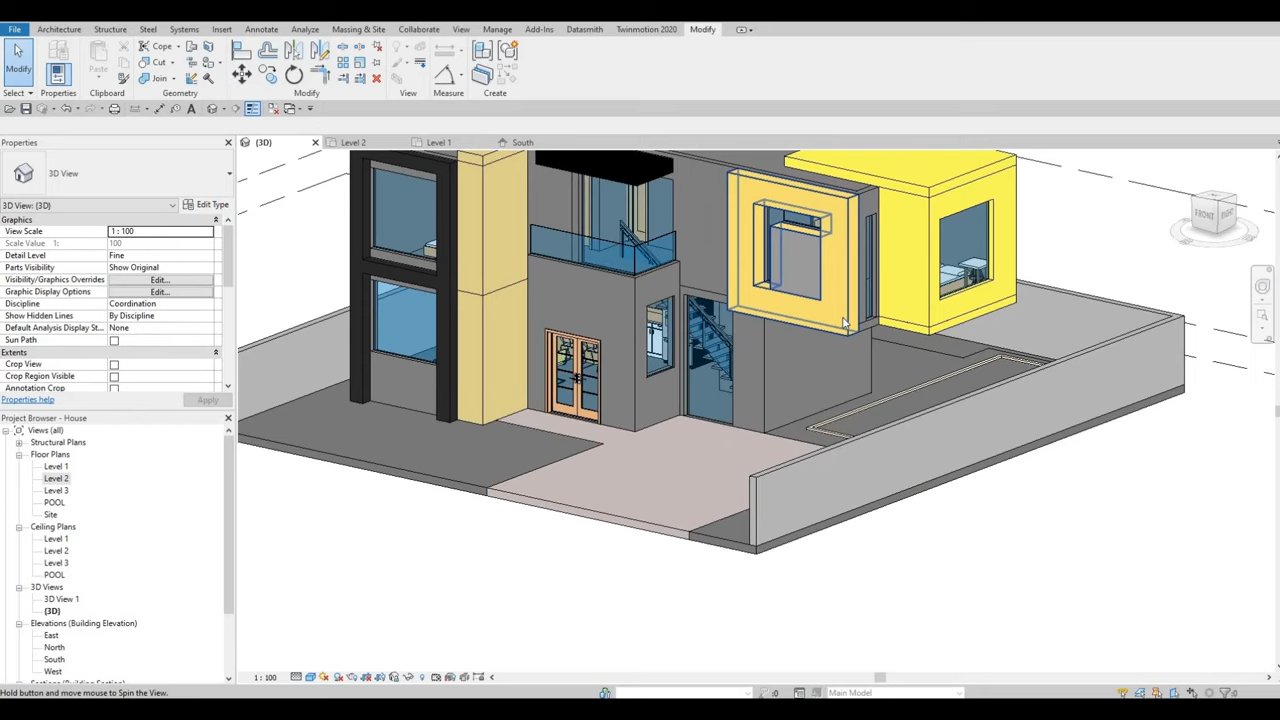 File Architecture Structure Steel Systems Insert Annotate Analyze Massing & Site Collaborate View Manage Add-Ins Datasmith Twinmotion 2020 Modify
Modify
Properties
Paste
Cope
Cut
Join
Select Properties Clipboard Geometry Modify View Measure Create
Properties
3D View
3D View: {3D}
Edit Type
Graphics
View Scale 1 : 100
Scale Value 1: 100
Detail Level Fine
Parts Visibility Show Original
Visibility/Graphics Overrides Edit...
Graphic Display Options Edit...
Discipline Coordination
Show Hidden Lines By Discipline
Default Analysis Display St... None
Sun Path
Extents
Crop View
Crop Region Visible
Annotation Crop
Properties help Apply
Project Browser - House
Views (all)
Structural Plans
Floor Plans
Level 1
Level 2
Level 3
POOL
Site
Ceiling Plans
Level 1
Level 2
Level 3
POOL
3D Views
3D View 1
{3D}
Elevations (Building Elevation)
East
North
South
West
{3D} Level 2 Level 1 South
FRONT RIGHT
1 : 100
Hold button and move mouse to Spin the View.
:0 Main Model :0